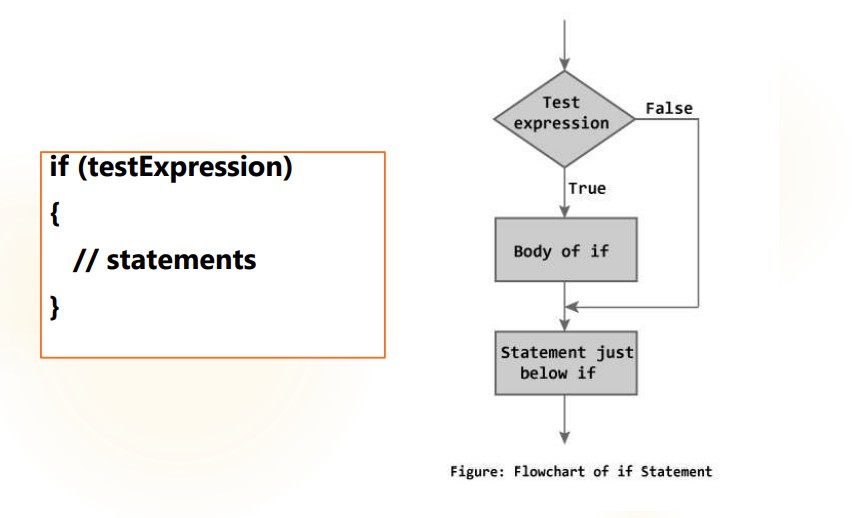 if (testExpression)
{
// statements
}
Test
expression
False
True
Body of if
Statement just
below if
Figure: Flowchart of if Statement